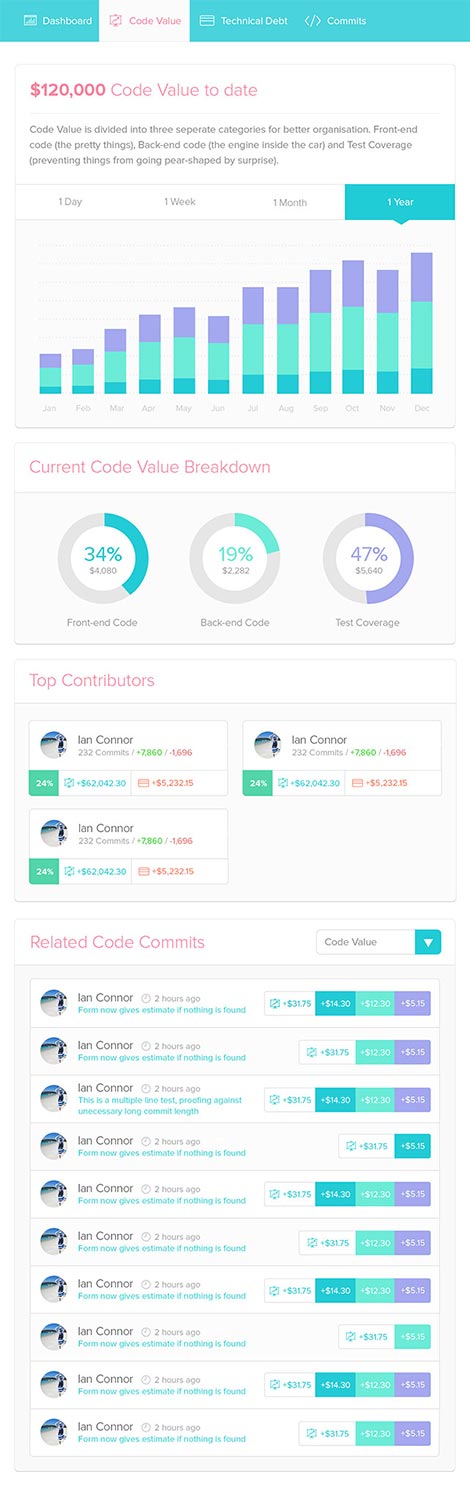 Dashboard Code Value Technical Debt Commits
$120,000 Code Value to date
Code Value is divided into three seperate categories for better organisation. Front-end
code (the pretty things), Back-end code (the engine inside the car) and Test Coverage
(preventing things from going pear-shaped by surprise).
1 Day 1 Week 1 Month 1 Year
Jan Feb Mar Apr May Jun Jul Aug Sep Oct Nov Dec
Current Code Value Breakdown
34% 19% 47%
$4,080 $2,282 $5,640
Front-end Code Back-end Code Test Coverage
Top Contributors
Ian Connor
232 Commits / +7,860 / -1,696
24% +$62,042.30 +$5,232.15
Ian Connor
232 Commits / +7,860 / -1,696
24% +$62,042.30 +$5,232.15
Ian Connor
232 Commits / +7,860 / -1,696
24% +$62,042.30 +$5,232.15
Related Code Commits Code Value
Ian Connor 2 hours ago
Form now gives estimate if nothing is found
+$31.75 +$14.30 +$12.30 +$5.15
Ian Connor 2 hours ago
Form now gives estimate if nothing is found
+$31.75 +$12.30 +$5.15
Ian Connor 2 hours ago
This is a multiple line test, proofing against
unecessary long commit length
+$31.75 +$14.30 +$12.30 +$5.15
Ian Connor 2 hours ago
Form now gives estimate if nothing is found
+$31.75 +$5.15
Ian Connor 2 hours ago
Form now gives estimate if nothing is found
+$31.75 +$14.30 +$12.30 +$5.15
Ian Connor 2 hours ago
Form now gives estimate if nothing is found
+$31.75 +$12.30 +$5.15
Ian Connor 2 hours ago
Form now gives estimate if nothing is found
+$31.75 +$14.30 +$12.30 +$5.15
Ian Connor 2 hours ago
Form now gives estimate if nothing is found
+$31.75 +$5.15
Ian Connor 2 hours ago
Form now gives estimate if nothing is found
+$31.75 +$14.30 +$12.30 +$5.15
Ian Connor 2 hours ago
Form now gives estimate if nothing is found
+$31.75 +$12.30 +$5.15